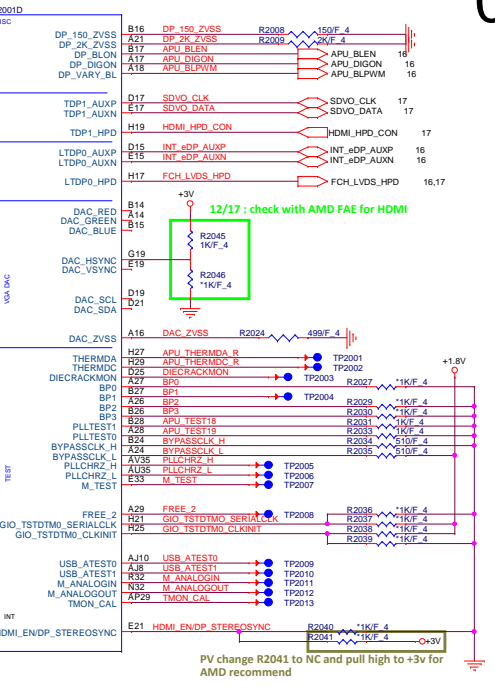 2001D
ISC
DP_150_ZVSS B16 DP_150_ZVSS R2008 150/F_4
DP_2K_ZVSS A21 DP_2K_ZVSS R2009 2K/F_4
DP_BLON B17 APU_BLEN APU_BLEN 16
DP_DIGON A17 APU_DIGON APU_DIGON 16
DP_VARY_BL A18 APU_BLPWM APU_BLPWM 16
TDP1_AUXP D17 SDVO_CLK SDVO_CLK 17
TDP1_AUXN E17 SDVO_DATA SDVO_DATA 17
TDP1_HPD H19 HDMI_HPD_CON HDMI_HPD_CON 17
LTDP0_AUXP D15 INT_eDP_AUXP INT_eDP_AUXP 16
LTDP0_AUXN E15 INT_eDP_AUXN INT_eDP_AUXN 16
LTDP0_HPD H17 FCH_LVDS_HPD FCH_LVDS_HPD 16,17
+3V
12/17 : check with AMD FAE for HDMI
DAC_RED B14
DAC_GREEN A14
DAC_BLUE B15
R2045
1K/F_4
DAC_HSYNC G19
DAC_VSYNC E19
R2046
*1K/F_4
VGA DAC
DAC_SCL D19
DAC_SDA D21
DAC_ZVSS A16 DAC_ZVSS R2024 499/F_4
THERMDA H27 APU_THERMDA_R TP2001
THERMDC H29 APU_THERMDC_R TP2002
+1.8V
DIECRACKMON D25 DIECRACKMON TP2003
BP0 A27 BP0 R2027 *1K/F_4
BP1 B27 BP1 TP2004
BP2 A26 BP2 R2029 *1K/F_4
BP3 B26 BP3 R2030 *1K/F_4
PLLTEST1 B28 APU_TEST18 R2031 *1K/F_4
PLLTEST0 A28 APU_TEST19 R2033 1K/F_4
BYPASSCLK_H B24 BYPASSCLK_H R2034 510/F_4
BYPASSCLK_L A24 BYPASSCLK_L R2035 510/F_4
PLLCHRZ_H AV35 PLLCHRZ_H TP2005
PLLCHRZ_L AU35 PLLCHRZ_L TP2006
M_TEST E33 M_TEST TP2007
TEST
FREE_2 A29 FREE_2 TP2008 R2036 *1K/F_4
GIO_TSTDTM0_SERIALCLK H21 GIO_TSTDTM0_SERIALCLK R2037 *1K/F_4
GIO_TSTDTM0_CLKINIT H25 GIO_TSTDTM0_CLKINIT R2038 *1K/F_4
R2039 *1K/F_4
USB_ATEST0 AJ10 USB_ATEST0 TP2009
USB_ATEST1 AJ8 USB_ATEST1 TP2010
M_ANALOGIN R32 M_ANALOGIN TP2011
M_ANALOGOUT N32 M_ANALOGOUT TP2012
TMON_CAL AP29 TMON_CAL TP2013
INT
HDMI_EN/DP_STEREOSYNC E21 HDMI_EN/DP_STEREOSYNC R2040 *1K/F_4
R2041 *1K/F_4 +3V
PV change R2041 to NC and pull high to +3v for
AMD recommend